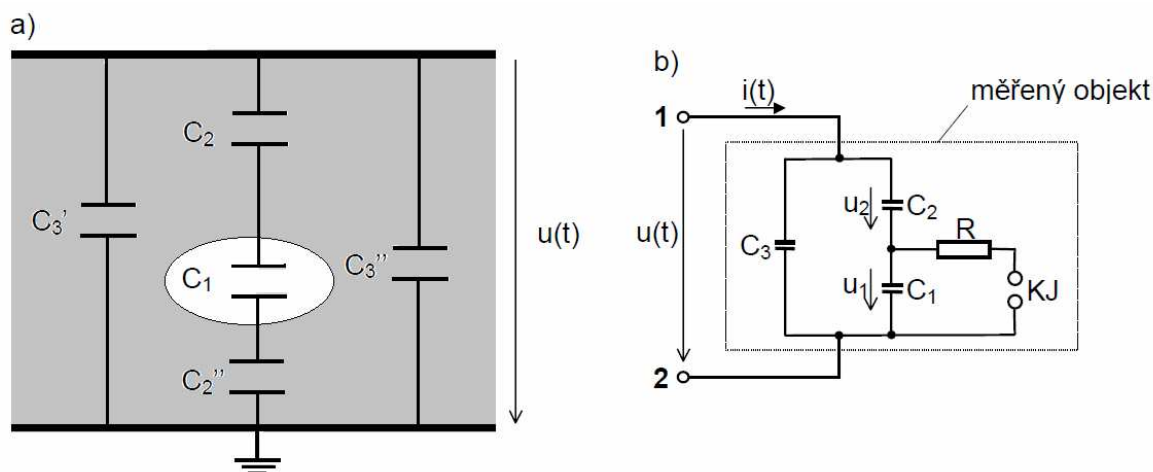 a)
C₂
C₃'
C₁
C₃''
C₂''
u(t)
b)
měřený objekt
i(t)
1
u(t)
C₃
u₂
C₂
R
u₁
C₁
KJ
2